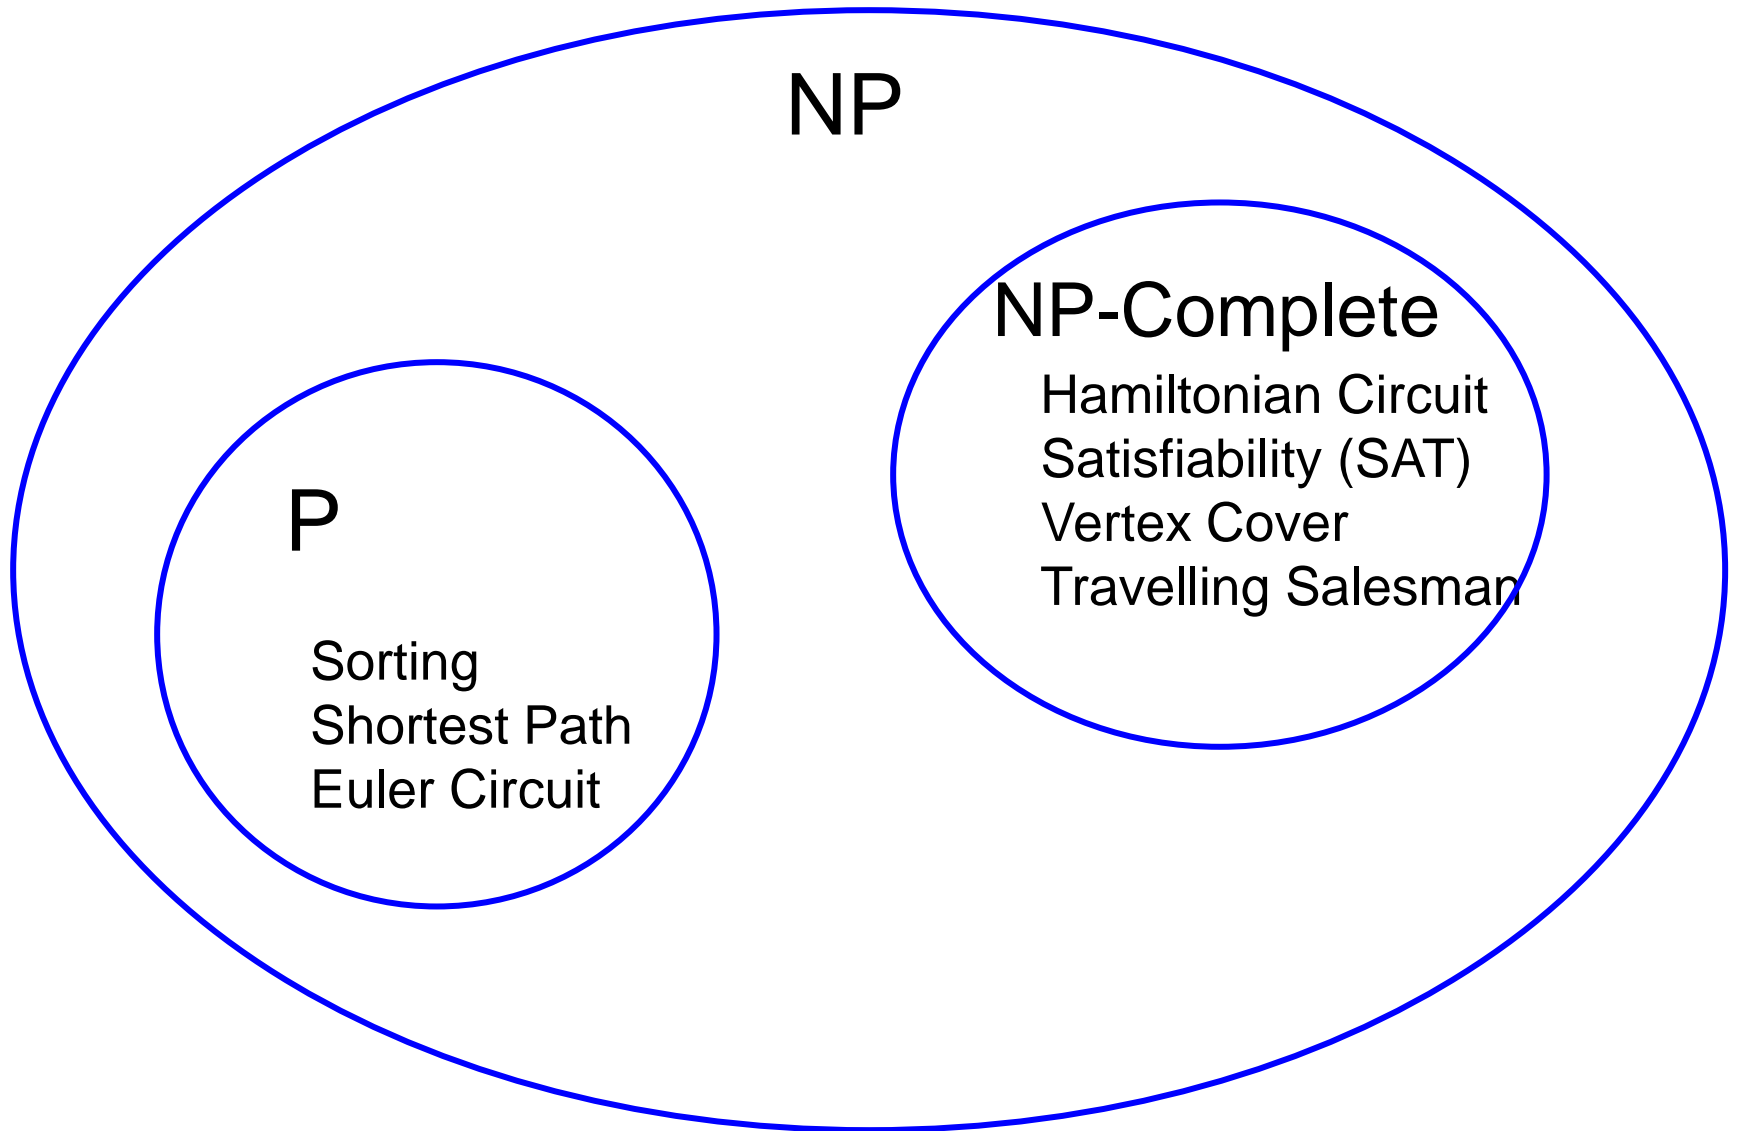 NP
NP-Complete
Hamiltonian Circuit
Satisfiability (SAT)
Vertex Cover
Travelling Salesman
P
Sorting
Shortest Path
Euler Circuit